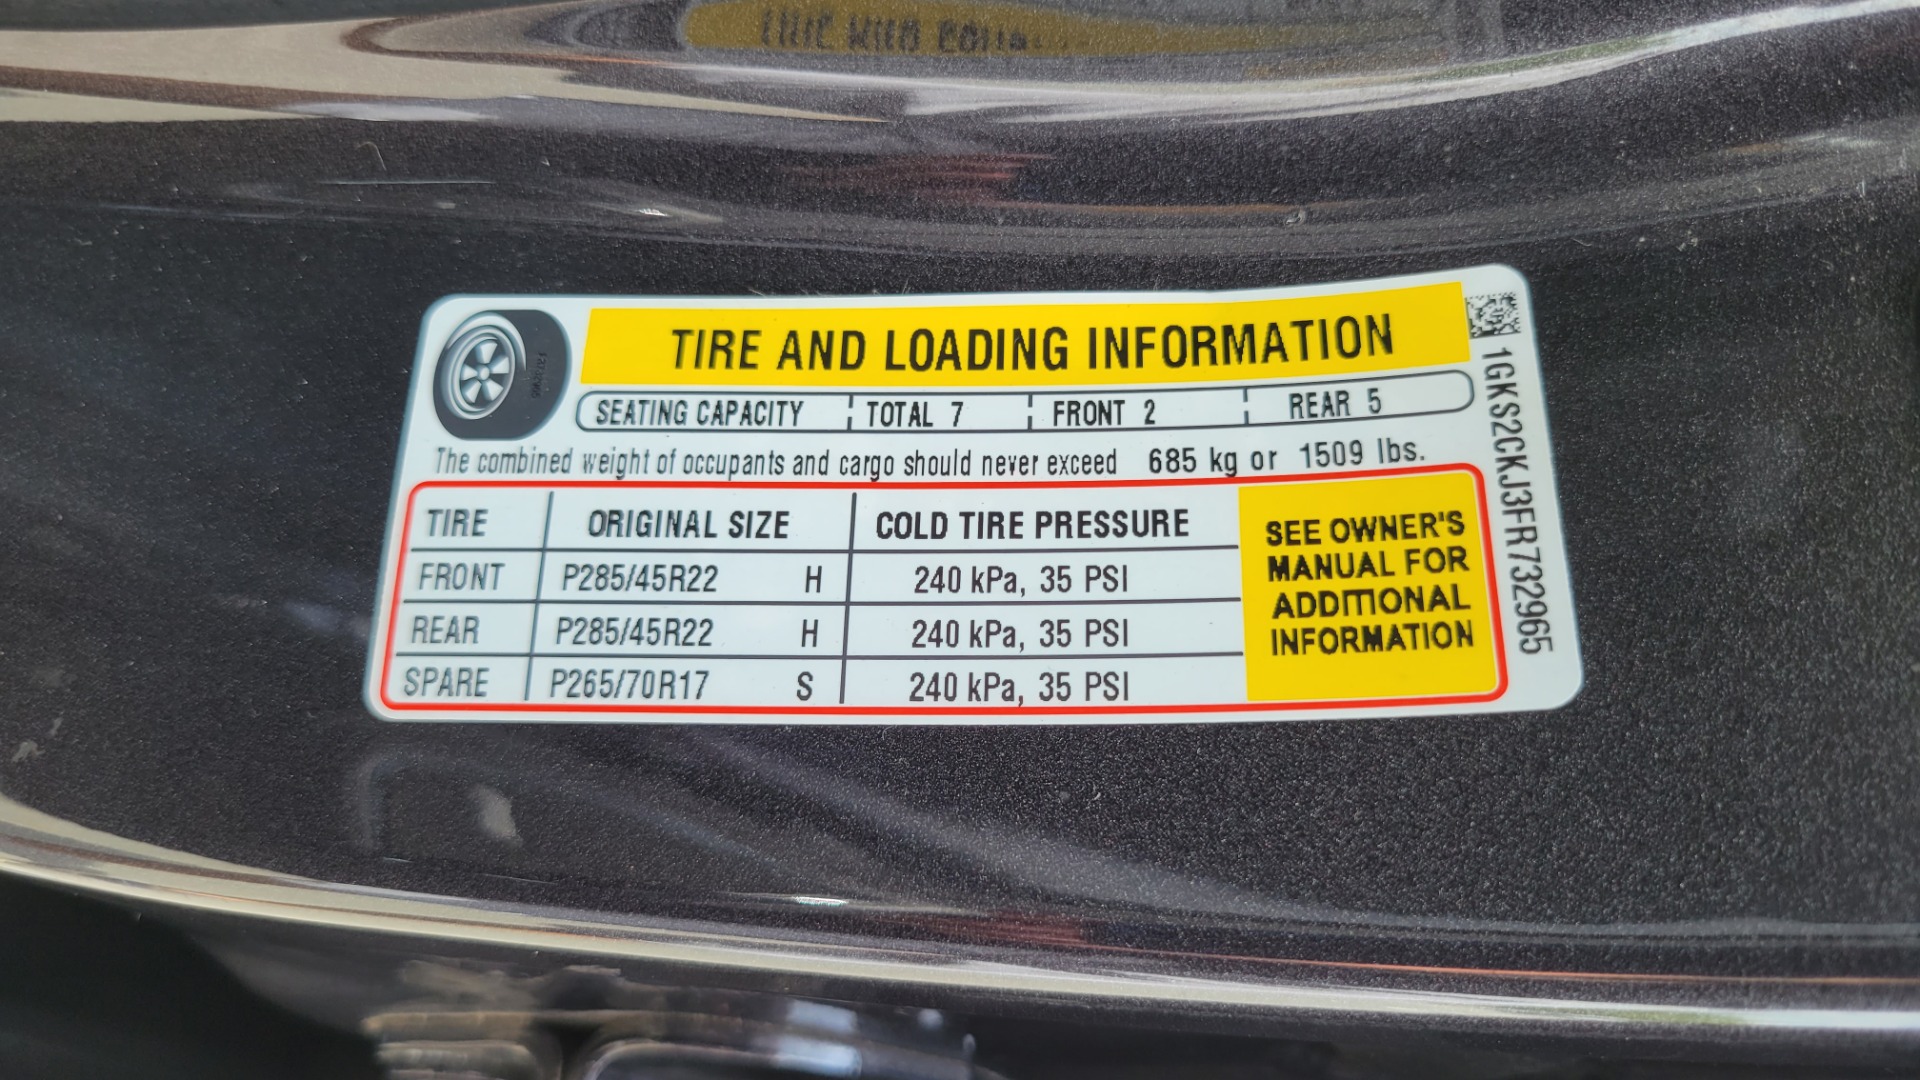 TIRE AND LOADING INFORMATION
SEATING CAPACITY TOTAL 7 FRONT 2 REAR 5
The combined weight of occupants and cargo should never exceed 685 kg or 1509 lbs.
TIRE ORIGINAL SIZE COLD TIRE PRESSURE
FRONT P285/45R22 H 240 kPa, 35 PSI
REAR P285/45R22 H 240 kPa, 35 PSI
SPARE P265/70R17 S 240 kPa, 35 PSI
SEE OWNER'S
MANUAL FOR
ADDITIONAL
INFORMATION
1GKS2CKJ3FR732965